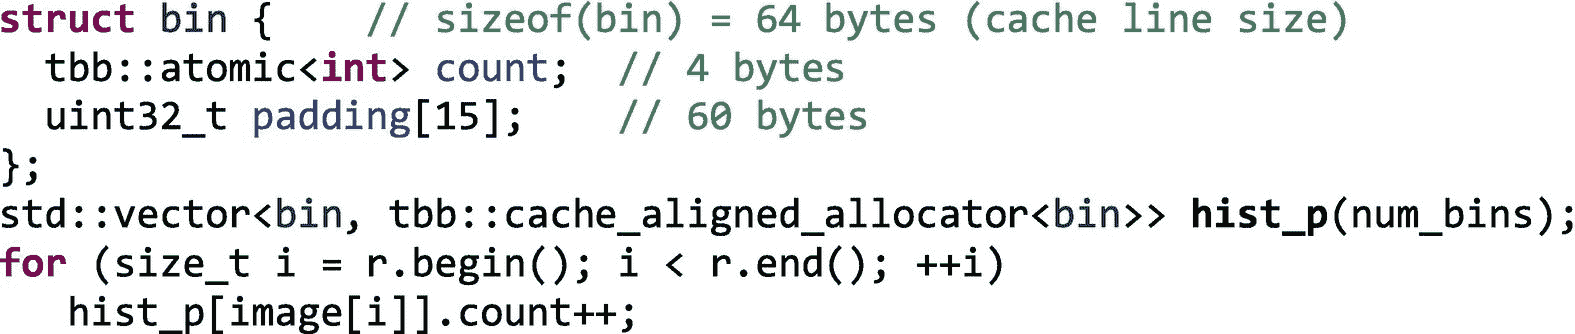 struct bin {    // sizeof(bin) = 64 bytes (cache line size)
  tbb::atomic<int> count;  // 4 bytes
  uint32_t padding[15];    // 60 bytes
};
std::vector<bin, tbb::cache_aligned_allocator<bin>> hist_p(num_bins);
for (size_t i = r.begin(); i < r.end(); ++i)
   hist_p[image[i]].count++;